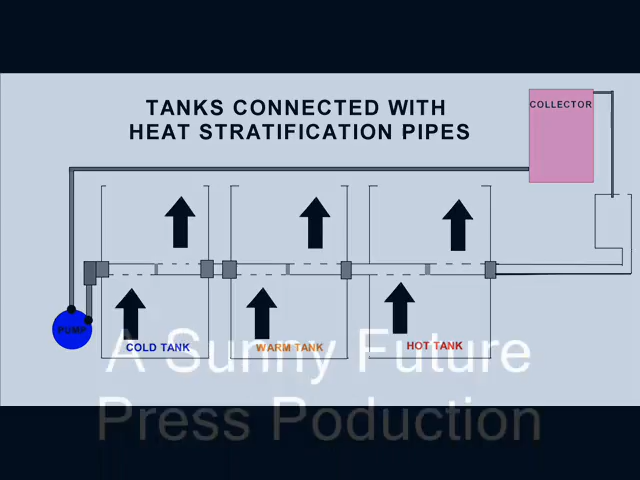 TANKS CONNECTED WITH
HEAT STRATIFICATION PIPES
COLLECTOR
PUMP
COLD TANK
WARM TANK
HOT TANK
A Sunny Future
Press Poduction